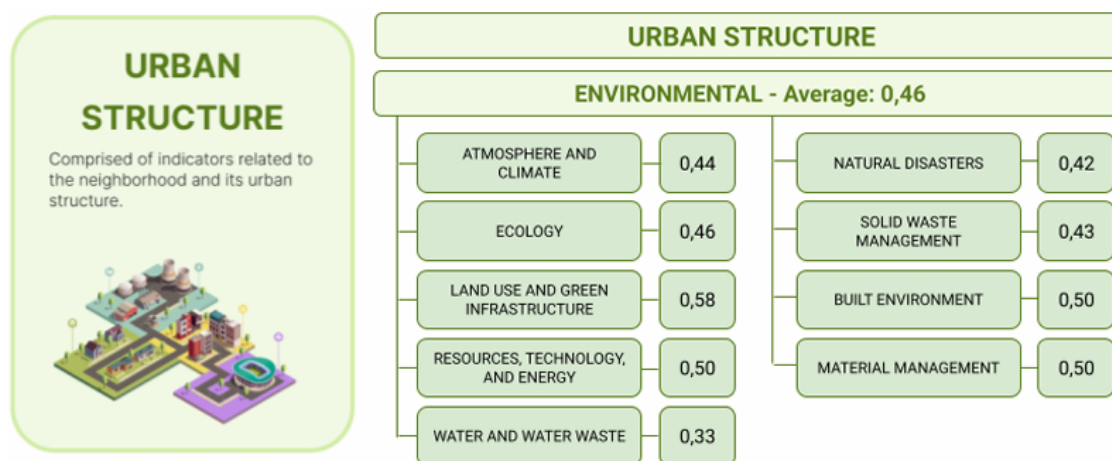 URBAN
STRUCTURE
Comprised of indicators related to
the neighborhood and its urban
structure.
URBAN STRUCTURE
ENVIRONMENTAL - Average: 0,46
ATMOSPHERE AND
CLIMATE
0,44
ECOLOGY
0,46
LAND USE AND GREEN
INFRASTRUCTURE
0,58
RESOURCES, TECHNOLOGY,
AND ENERGY
0,50
WATER AND WATER WASTE
0,33
NATURAL DISASTERS
0,42
SOLID WASTE
MANAGEMENT
0,43
BUILT ENVIRONMENT
0,50
MATERIAL MANAGEMENT
0,50